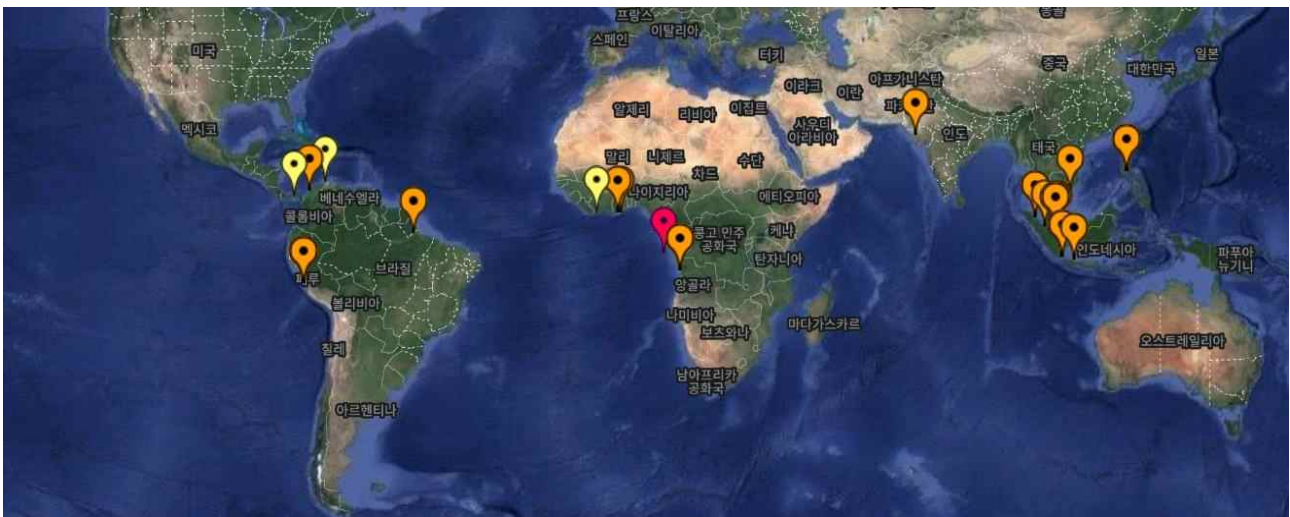 프랑스
몽골
미국
스페인
이탈리아
터키
중국
대한민국
일본
이라크
이란
아프가니스탄
알제리
리비아
이집트
사우디
아라비아
인도
멕시코
말리
니제르
차드
수단
태국
베네수엘라
나이지리아
에티오피아
콜롬비아
콩고 민주
공화국
케냐
탄자니아
인도네시아
파푸아
뉴기니
페루
브라질
앙골라
볼리비아
나미비아
보츠와나
마다가스카르
칠레
오스트레일리아
남아프리카
공화국
아르헨티나